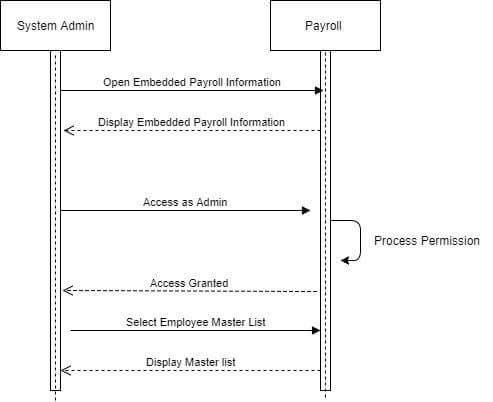 System Admin
Payroll
Open Embedded Payroll Information
Display Embedded Payroll Information
Access as Admin
Process Permission
Access Granted
Select Employee Master List
Display Master list